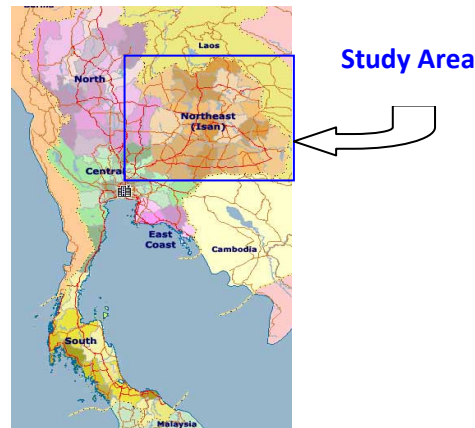 Laos
Study Area
North
Northeast
(Isan)
Central
East
Coast
Cambodia
South
Malaysia